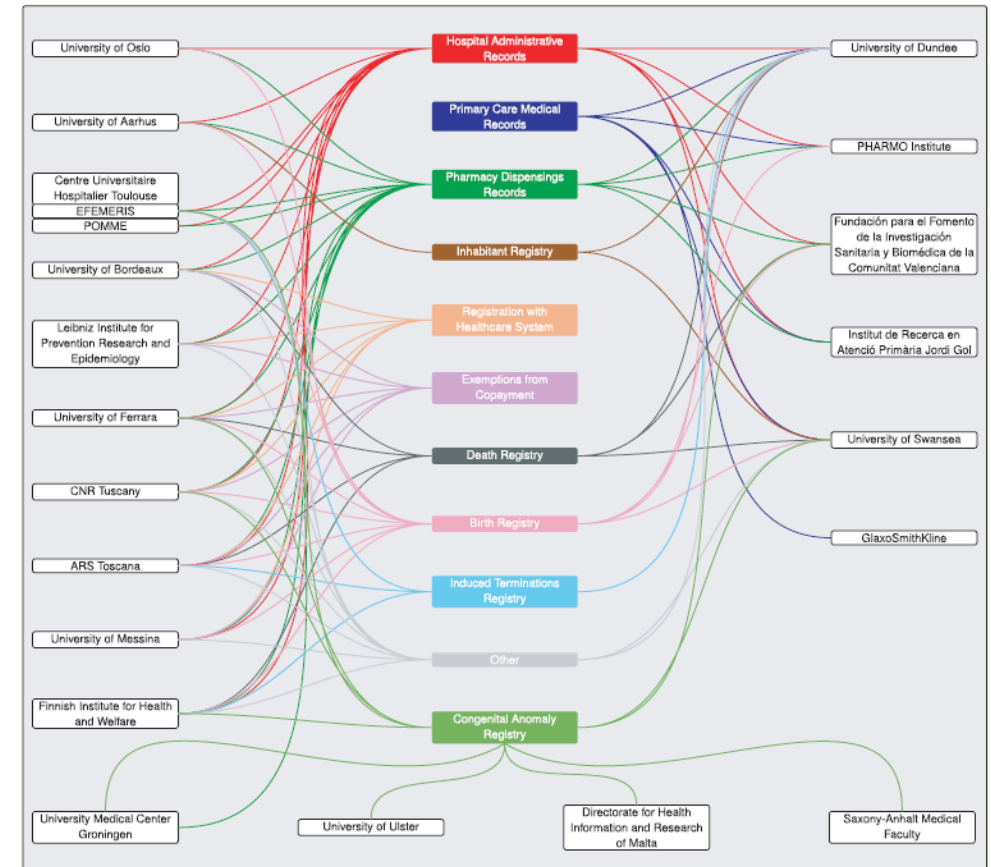 University of Oslo
University of Aarhus
Centre Universitaire
Hospitalier Toulouse
EFEMERIS
POMME
University of Bordeaux
Leibniz Institute for
Prevention Research and
Epidemiology
University of Ferrara
CNR Tuscany
ARS Toscana
University of Messina
Finnish Institute for Health
and Welfare
University Medical Center
Groningen
Hospital Administrative
Records
Primary Care Medical
Records
Pharmacy Dispensings
Records
Inhabitant Registry
Registration with
Healthcare System
Exemptions from
Copayment
Death Registry
Birth Registry
Induced Terminations
Registry
Other
Congenital Anomaly
Registry
University of Ulster
Directorate for Health
Information and Research
of Malta
University of Dundee
PHARMO Institute
Fundación para el Fomento
de la Investigación
Sanitaria y Biomédica de la
Comunitat Valenciana
Institut de Recerca en
Atenció Primària Jordi Gol
University of Swansea
GlaxoSmithKline
Saxony-Anhalt Medical
Faculty